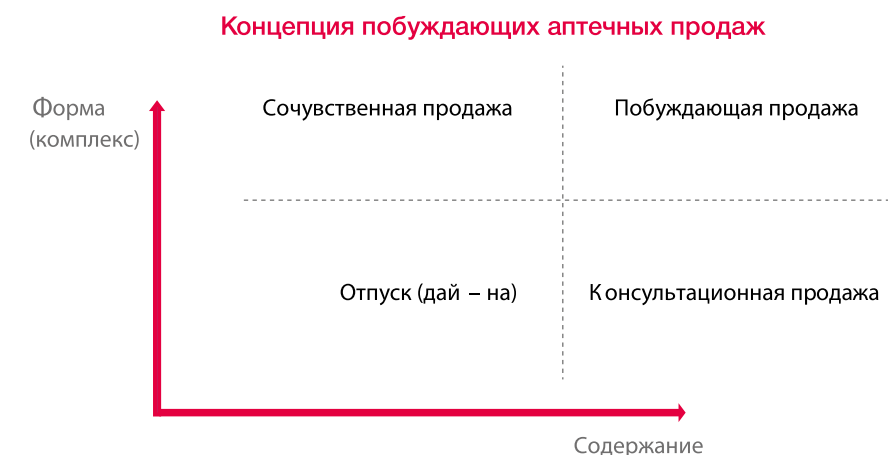 Концепция побуждающих аптечных продаж
Форма
(комплекс)
Сочувственная продажа
Побуждающая продажа
Отпуск (дай – на)
Консультационная продажа
Содержание